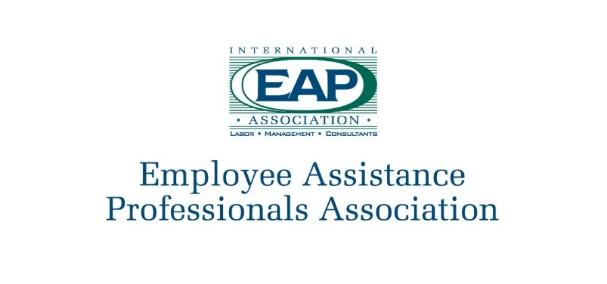 INTERNATIONAL
EAP
• ASSOCIATION •
LABOR • MANAGEMENT • CONSULTANTS
Employee Assistance
Professionals Association